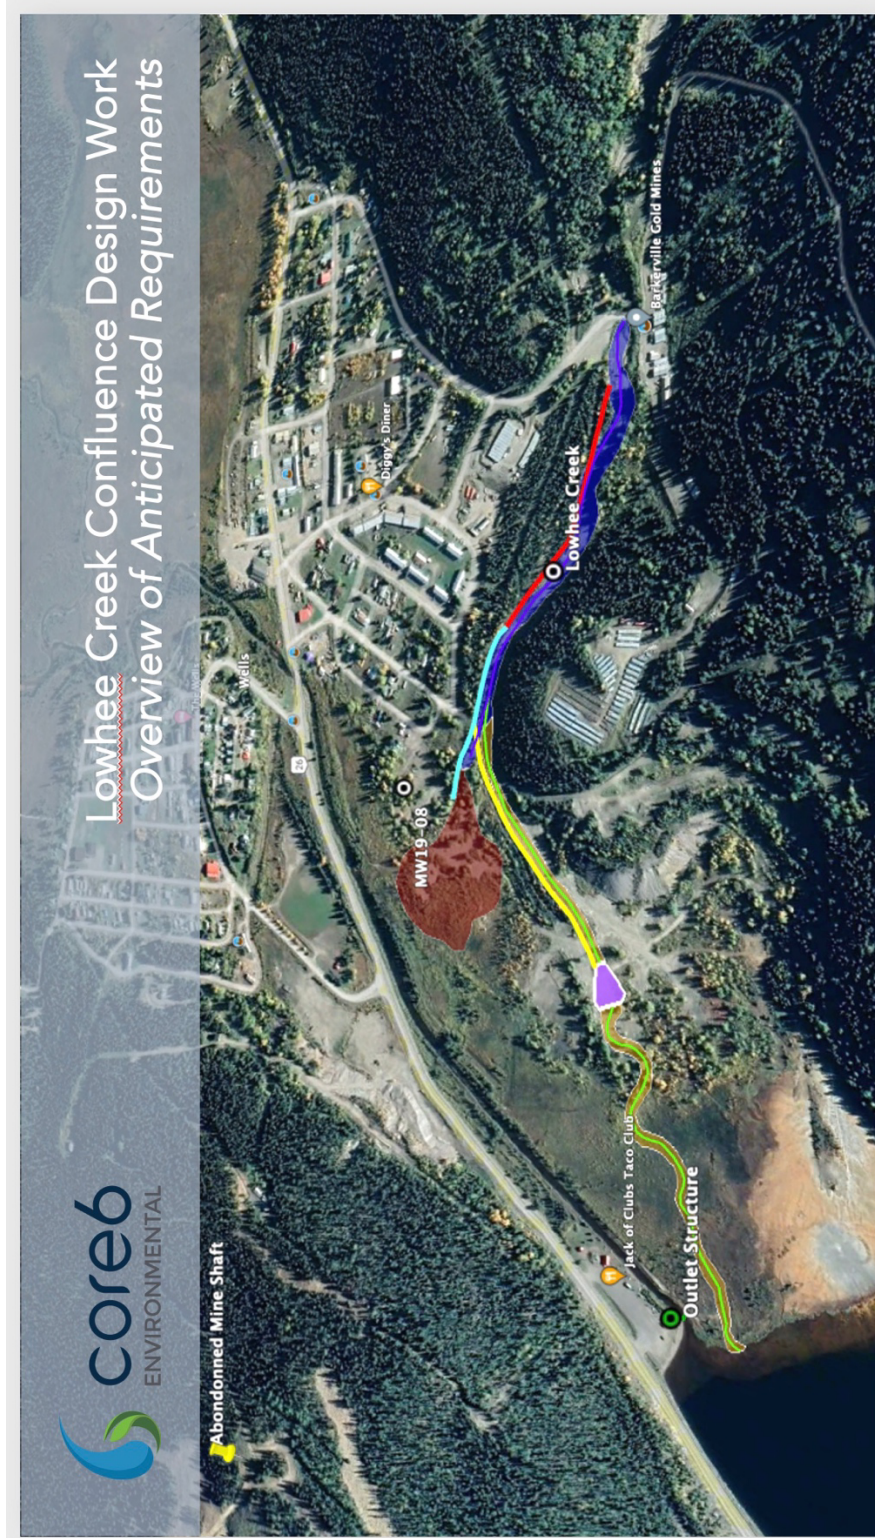 Lowhee Creek Confluence Design Work
Overview of Anticipated Requirements
core6
ENVIRONMENTAL
Abondonned Mine Shaft
Wells
26
MW19-08
Diggy's Diner
Lowhee Creek
Barkerville Gold Mines
Jack of Clubs Taco Club
Outlet Structure